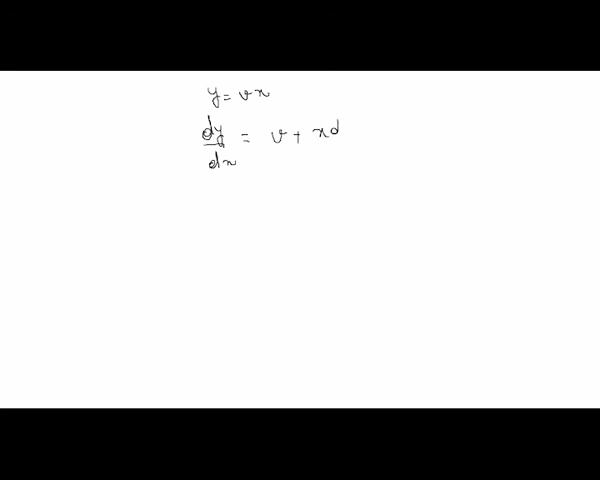 y = vx
dy/dx = v + xd